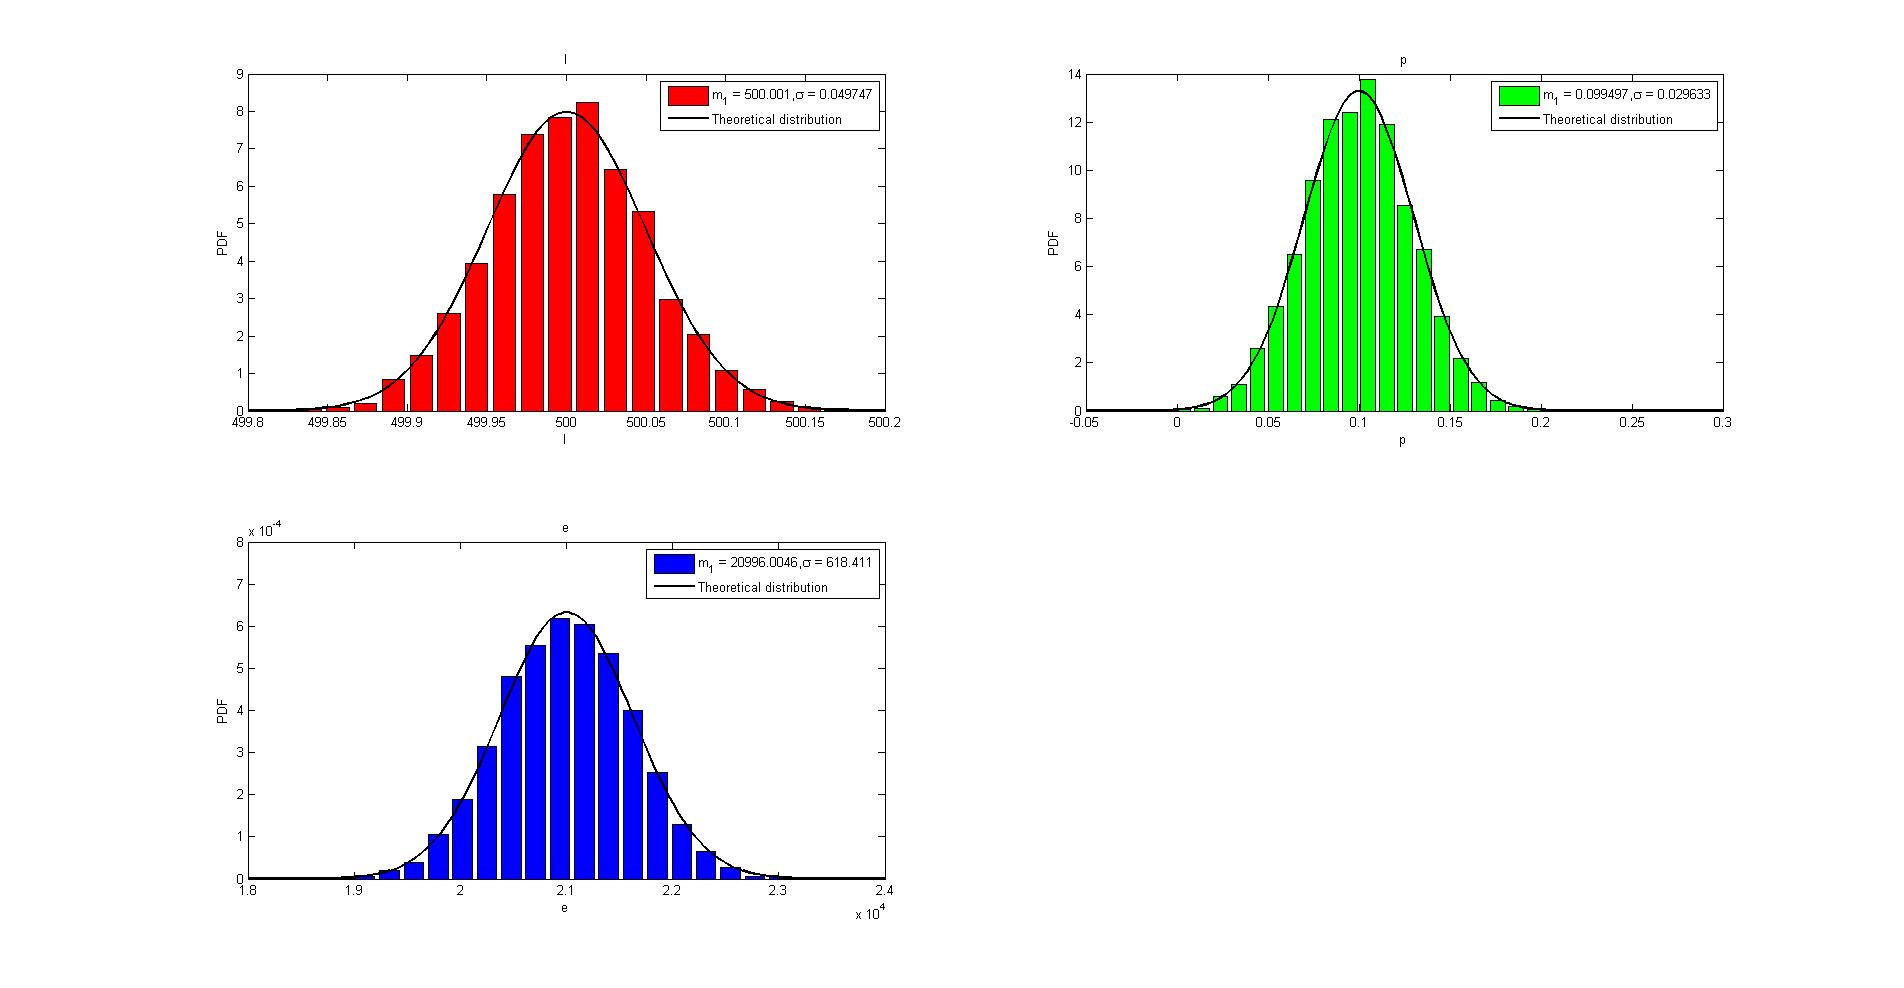 l
9
8
7
6
5
4
3
2
1
0
PDF
m1 = 500.001,σ = 0.049747
Theoretical distribution
499.8 499.85 499.9 499.95 500 500.05 500.1 500.15 500.2
l
p
14
12
10
8
6
4
2
0
PDF
m1 = 0.099497,σ = 0.029633
Theoretical distribution
-0.05 0 0.05 0.1 0.15 0.2 0.25 0.3
p
x 10-4
e
8
7
6
5
4
3
2
1
0
PDF
m1 = 20996.0046,σ = 618.411
Theoretical distribution
1.8 1.9 2 2.1 2.2 2.3 2.4
e
x 104